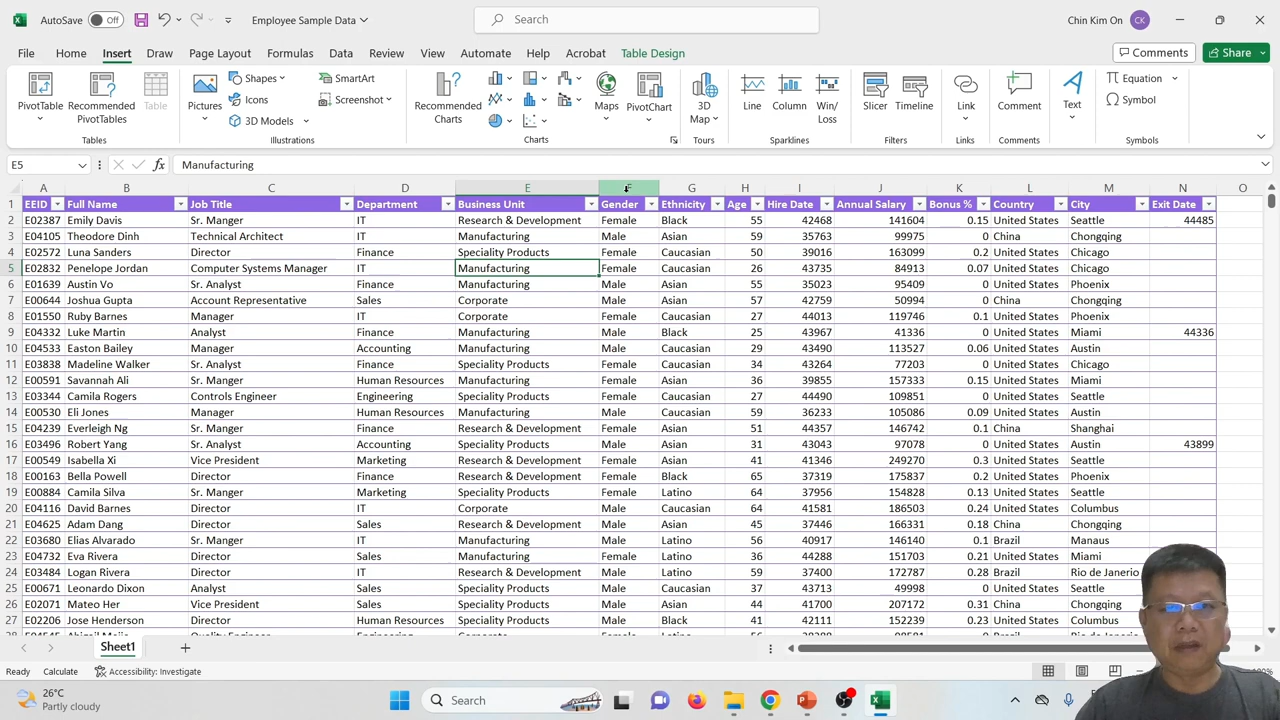 AutoSave Off Employee Sample Data Search Chin Kim On CK
File Home Insert Draw Page Layout Formulas Data Review View Automate Help Acrobat Table Design Comments Share
PivotTable Recommended PivotTables Table Pictures Shapes Icons 3D Models SmartArt Screenshot Recommended Charts Maps PivotChart 3D Map Line Column Win/Loss Slicer Timeline Link Comment Text Equation Symbol
Tables Illustrations Charts Tours Sparklines Filters Links Comments Symbols
E5 fx Manufacturing
A B C D E F G H I J K L M N O
1 EEID Full Name Job Title Department Business Unit Gender Ethnicity Age Hire Date Annual Salary Bonus % Country City Exit Date
2 E02387 Emily Davis Sr. Manger IT Research & Development Female Black 55 42468 141604 0.15 United States Seattle 44485
3 E04105 Theodore Dinh Technical Architect IT Manufacturing Male Asian 59 35763 99975 0 China Chongqing
4 E02572 Luna Sanders Director Finance Speciality Products Female Caucasian 50 39016 163099 0.2 United States Chicago
5 E02832 Penelope Jordan Computer Systems Manager IT Manufacturing Female Caucasian 26 43735 84913 0.07 United States Chicago
6 E01639 Austin Vo Sr. Analyst Finance Manufacturing Male Asian 55 35023 95409 0 United States Phoenix
7 E00644 Joshua Gupta Account Representative Sales Corporate Male Asian 57 42759 50994 0 China Chongqing
8 E01550 Ruby Barnes Manager IT Corporate Female Caucasian 27 44013 119746 0.1 United States Phoenix
9 E04332 Luke Martin Analyst Finance Manufacturing Male Black 25 43967 41336 0 United States Miami 44336
10 E04533 Easton Bailey Manager Accounting Manufacturing Male Caucasian 29 43490 113527 0.06 United States Austin
11 E03838 Madeline Walker Sr. Analyst Finance Speciality Products Female Caucasian 34 43264 77203 0 United States Chicago
12 E00591 Savannah Ali Sr. Manger Human Resources Manufacturing Female Asian 36 39855 157333 0.15 United States Miami
13 E03344 Camila Rogers Controls Engineer Engineering Speciality Products Female Caucasian 27 44490 109851 0 United States Seattle
14 E00530 Eli Jones Manager Human Resources Manufacturing Male Caucasian 59 36233 105086 0.09 United States Austin
15 E04239 Everleigh Ng Sr. Manger Finance Research & Development Female Asian 51 44357 146742 0.1 China Shanghai
16 E03496 Robert Yang Sr. Analyst Accounting Speciality Products Male Asian 31 43043 97078 0 United States Austin 43899
17 E00549 Isabella Xi Vice President Marketing Research & Development Female Asian 41 41346 249270 0.3 United States Seattle
18 E00163 Bella Powell Director Finance Research & Development Female Black 65 37319 175837 0.2 United States Phoenix
19 E00884 Camila Silva Sr. Manger Marketing Speciality Products Female Latino 64 37956 154828 0.13 United States Seattle
20 E04116 David Barnes Director IT Corporate Male Caucasian 64 41581 186503 0.24 United States Columbus
21 E04625 Adam Dang Director Sales Research & Development Male Asian 45 37446 166331 0.18 China Chongqing
22 E03680 Elias Alvarado Sr. Manger IT Manufacturing Male Latino 56 40917 146140 0.1 Brazil Manaus
23 E04732 Eva Rivera Director Sales Manufacturing Female Latino 36 44288 151703 0.21 United States Miami
24 E03484 Logan Rivera Director IT Research & Development Male Latino 59 37400 172787 0.28 Brazil Rio de Janerio
25 E00671 Leonardo Dixon Analyst Sales Speciality Products Male Caucasian 37 43713 49998 0 United States Seattle
26 E02071 Mateo Her Vice President Sales Speciality Products Male Asian 44 41700 207172 0.31 China Chongqing
27 E02206 Jose Henderson Director Human Resources Speciality Products Male Black 41 42111 152239 0.23 United States Columbus
Sheet1
Ready Calculate Accessibility: Investigate
26°C
Partly cloudy
Search